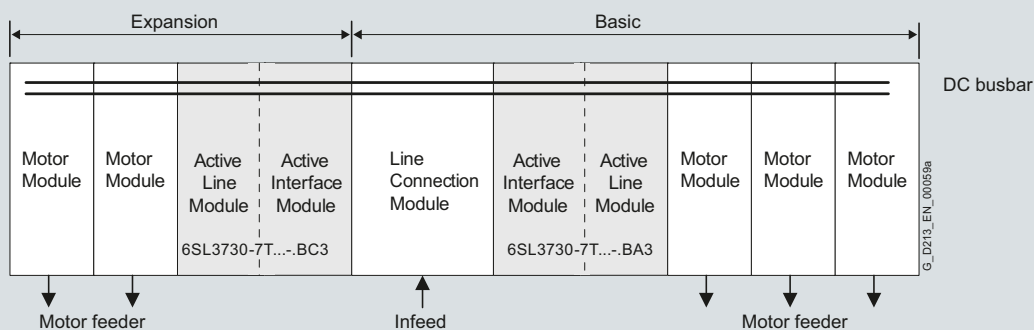 Expansion
Basic
DC busbar
Motor
Module
Motor
Module
Active
Line
Module
Active
Interface
Module
6SL3730-7T...-.BC3
Line
Connection
Module
Active
Interface
Module
Active
Line
Module
6SL3730-7T...-.BA3
Motor
Module
Motor
Module
Motor
Module
G_D213_EN_00059a
Motor feeder
Infeed
Motor feeder